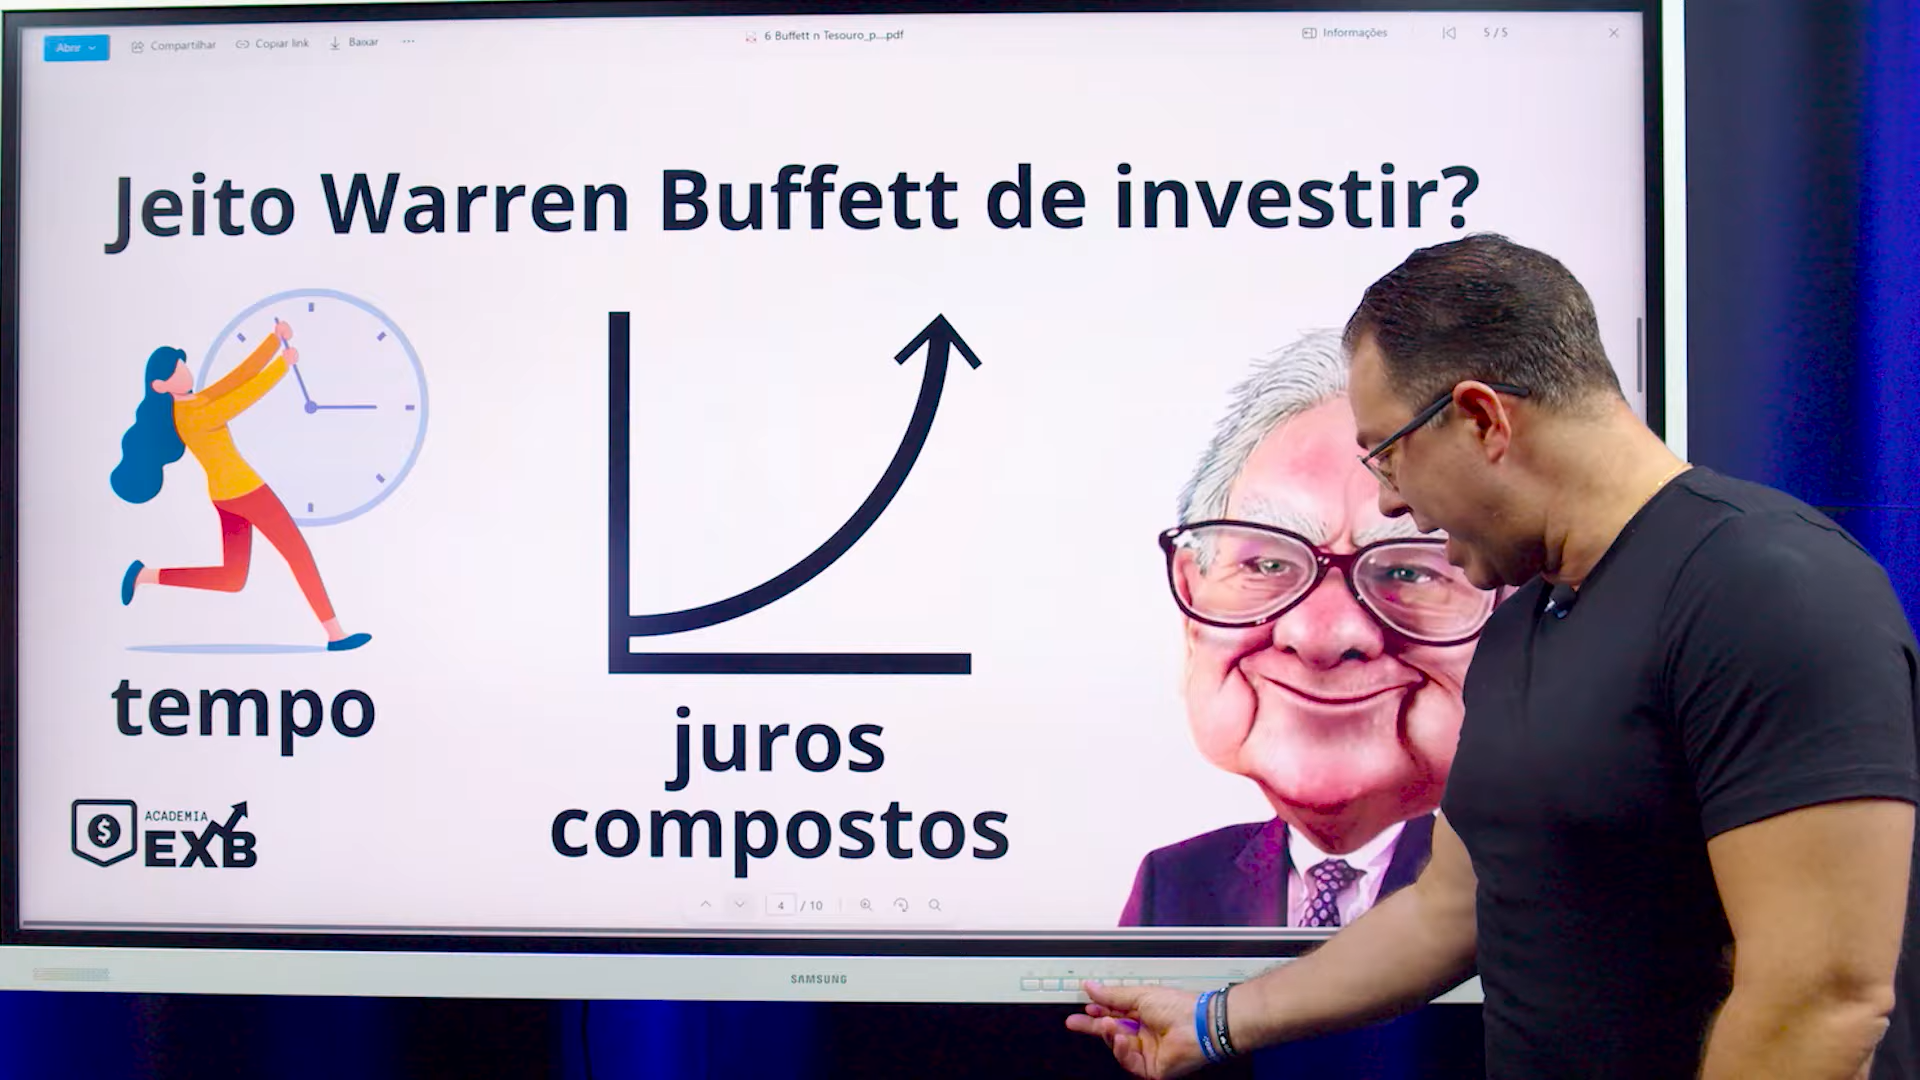 Abrir
Compartilhar
Copiar link
Baixar
...
6 Buffett n Tesouro_p....pdf
Informações
5 / 5
Jeito Warren Buffett de investir?
tempo
juros
compostos
ACADEMIA
EXB
4 / 10
SAMSUNG